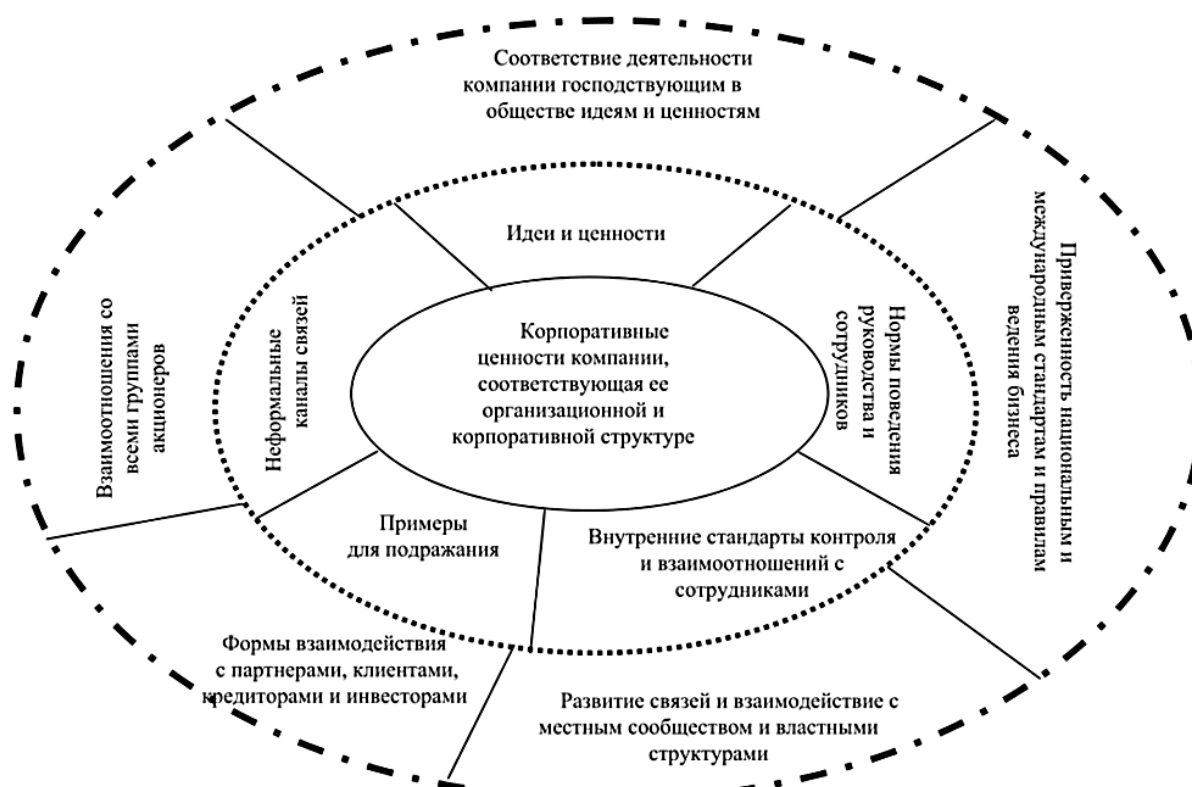 Соответствие деятельности
компании господствующим в
обществе идеям и ценностям
Идеи и ценности
Приверженность национальным и
международным стандартам и правилам
ведения бизнеса
Нормы поведения
руководства и
сотрудников
Неформальные
каналы связей
Взаимоотношения со
всеми группами
акционеров
Корпоративные
ценности компании,
соответствующая ее
организационной и
корпоративной структуре
Примеры
для подражания
Внутренние стандарты контроля
и взаимоотношений с
сотрудниками
Формы взаимодействия
с партнерами, клиентами,
кредиторами и инвесторами
Развитие связей и взаимодействие с
местным сообществом и властными
структурами